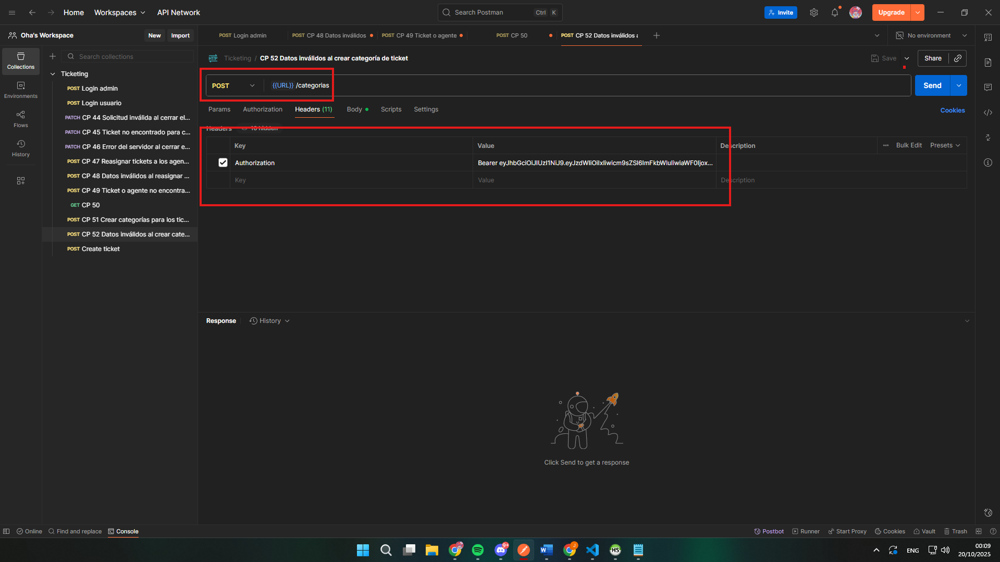 Home
Workspaces
API Network
Search Postman
Ctrl
K
Invite
Upgrade
Oha's Workspace
New
Import
POST Login admin
POST CP 48 Datos inválidos
POST CP 49 Ticket o agente
POST CP 50
POST CP 52 Datos inválidos a
No environment
Collections
Environments
Flows
History
Search collections
Ticketing
POST Login admin
POST Login usuario
PATCH CP 44 Solicitud inválida al cerrar el...
PATCH CP 45 Ticket no encontrado para c...
PATCH CP 46 Error del servidor al cerrar e...
POST CP 47 Reasignar tickets a los agen...
POST CP 48 Datos inválidos al reasignar ...
POST CP 49 Ticket o agente no encontra...
GET CP 50
POST CP 51 Crear categorías para los tic...
POST CP 52 Datos inválidos al crear cate...
POST Create ticket
HTTP
Ticketing / CP 52 Datos inválidos al crear categoría de ticket
Save
Share
POST
{{URL}} /categorias
Send
Params
Authorization
Headers (11)
Body
Scripts
Settings
Cookies
Headers
10 hidden
Key
Value
Description
Bulk Edit
Presets
Authorization
Key
Value
Description
Response
History
Click Send to get a response
Online
Find and replace
Console
Postbot
Runner
Start Proxy
Cookies
Vault
Trash
9+
J
W
HS
ENG
00:09
20/10/2025